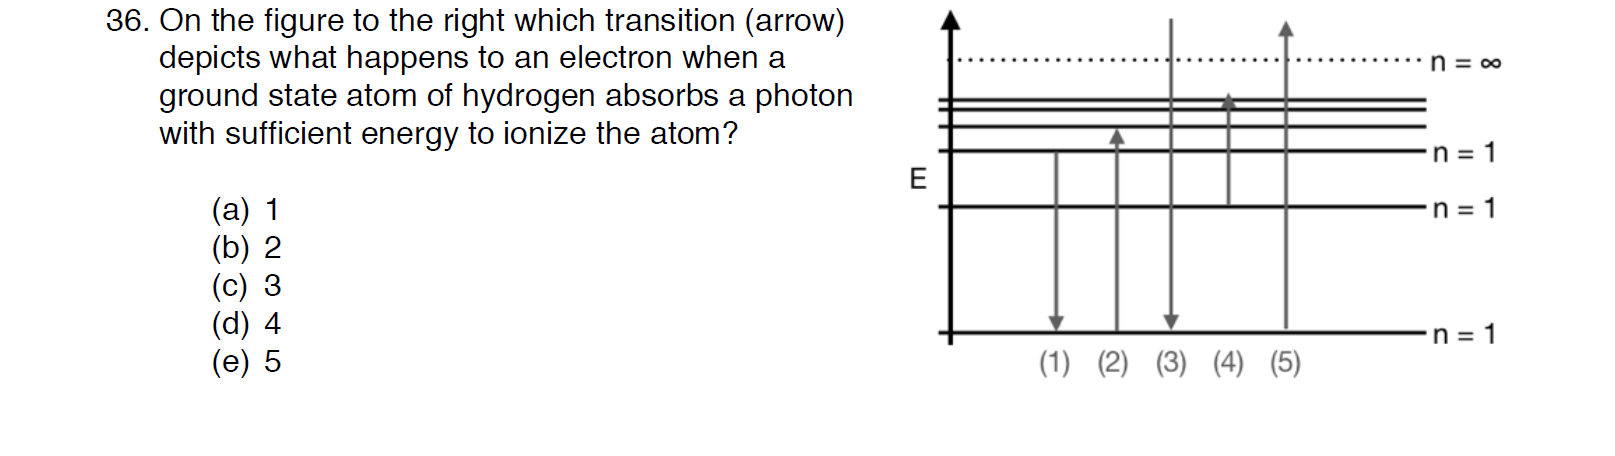 36. On the figure to the right which transition (arrow)
depicts what happens to an electron when a
ground state atom of hydrogen absorbs a photon
with sufficient energy to ionize the atom?
(a) 1
(b) 2
(c) 3
(d) 4
(e) 5
n = ∞
n = 1
E
n = 1
n = 1
(1) (2) (3) (4) (5)